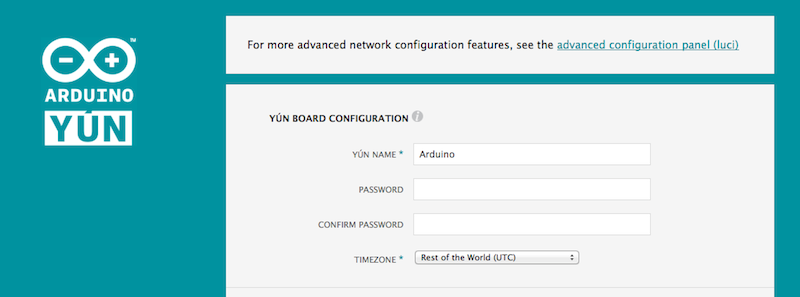 ARDUINO
YÚN
For more advanced network configuration features, see the advanced configuration panel (luci)
YÚN BOARD CONFIGURATION i
YÚN NAME * Arduino
PASSWORD
CONFIRM PASSWORD
TIMEZONE * Rest of the World (UTC)